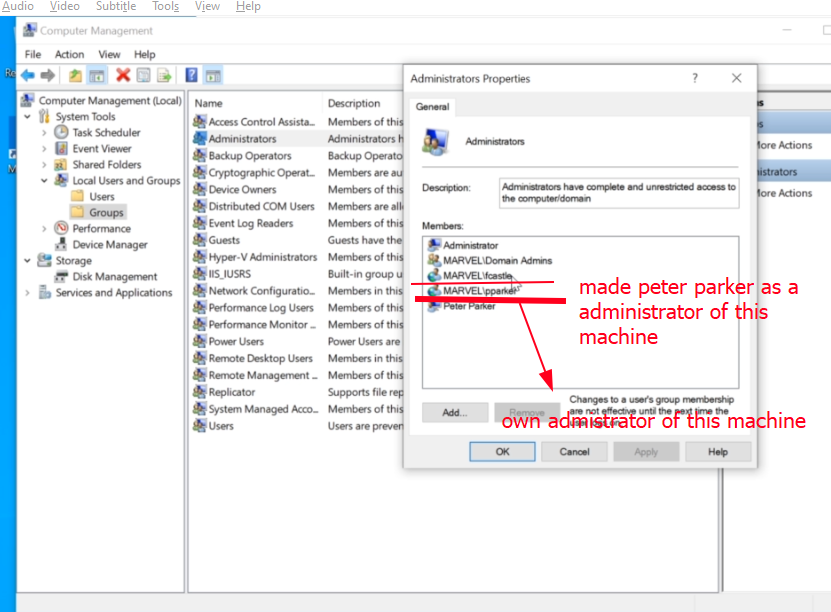 Audio Video Subtitle Tools View Help
Computer Management
File Action View Help
Computer Management (Local)
System Tools
Task Scheduler
Event Viewer
Shared Folders
Local Users and Groups
Users
Groups
Performance
Device Manager
Storage
Disk Management
Services and Applications
Name Description
Access Control Assista... Members of this
Administrators Administrators h
Backup Operators Backup Operato
Cryptographic Operat... Members are au
Device Owners Members of this
Distributed COM Users Members are all
Event Log Readers Members of this
Guests Guests have the
Hyper-V Administrators Members of this
IIS_IUSRS Built-in group u
Network Configuratio... Members in this
Performance Log Users Members of this
Performance Monitor ... Members of this
Power Users Power Users are
Remote Desktop Users Members in this
Remote Management ... Members of this
Replicator Supports file rep
System Managed Acco... Members of this
Users Users are preven
Administrators Properties
General
Administrators
Description:
Administrators have complete and unrestricted access to
the computer/domain
Members:
Administrator
MARVEL\Domain Admins
MARVEL\fcastle
MARVEL\pparker
Peter Parker
Add... Remove
Changes to a user's group membership
are not effective until the next time the
OK Cancel Apply Help
made peter parker as a
administrator of this
machine
own admistrator of this machine
More Actions
istrators
More Actions